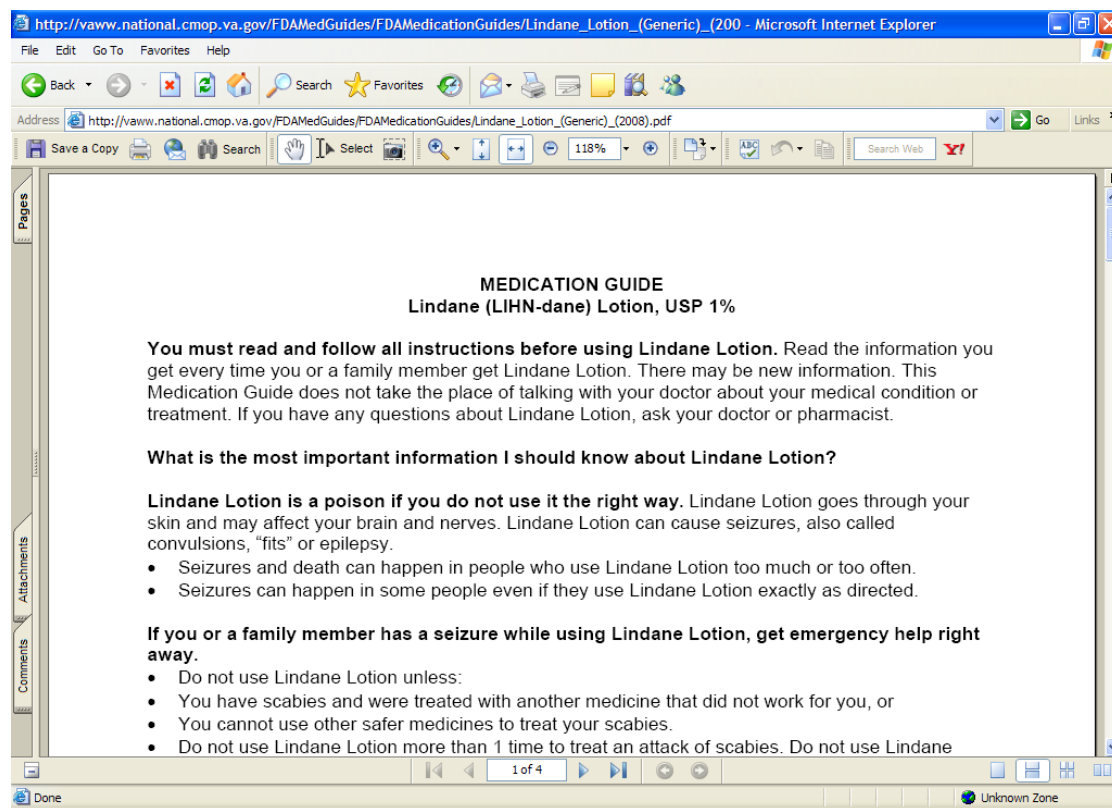 http://vaww.national.cmop.va.gov/FDAMedGuides/FDAMedicationGuides/Lindane_Lotion_(Generic)_(200 - Microsoft Internet Explorer
File Edit Go To Favorites Help
Back Search Favorites
Address http://vaww.national.cmop.va.gov/FDAMedGuides/FDAMedicationGuides/Lindane_Lotion_(Generic)_(2008).pdf Go Links
Save a Copy Search Select 118% ABC Search Web Y!
Pages
Attachments
Comments
MEDICATION GUIDE
Lindane (LIHN-dane) Lotion, USP 1%
You must read and follow all instructions before using Lindane Lotion. Read the information you
get every time you or a family member get Lindane Lotion. There may be new information. This
Medication Guide does not take the place of talking with your doctor about your medical condition or
treatment. If you have any questions about Lindane Lotion, ask your doctor or pharmacist.
What is the most important information I should know about Lindane Lotion?
Lindane Lotion is a poison if you do not use it the right way. Lindane Lotion goes through your
skin and may affect your brain and nerves. Lindane Lotion can cause seizures, also called
convulsions, “fits” or epilepsy.
• Seizures and death can happen in people who use Lindane Lotion too much or too often.
• Seizures can happen in some people even if they use Lindane Lotion exactly as directed.
If you or a family member has a seizure while using Lindane Lotion, get emergency help right
away.
• Do not use Lindane Lotion unless:
• You have scabies and were treated with another medicine that did not work for you, or
• You cannot use other safer medicines to treat your scabies.
• Do not use Lindane Lotion more than 1 time to treat an attack of scabies. Do not use Lindane
1 of 4
Done Unknown Zone